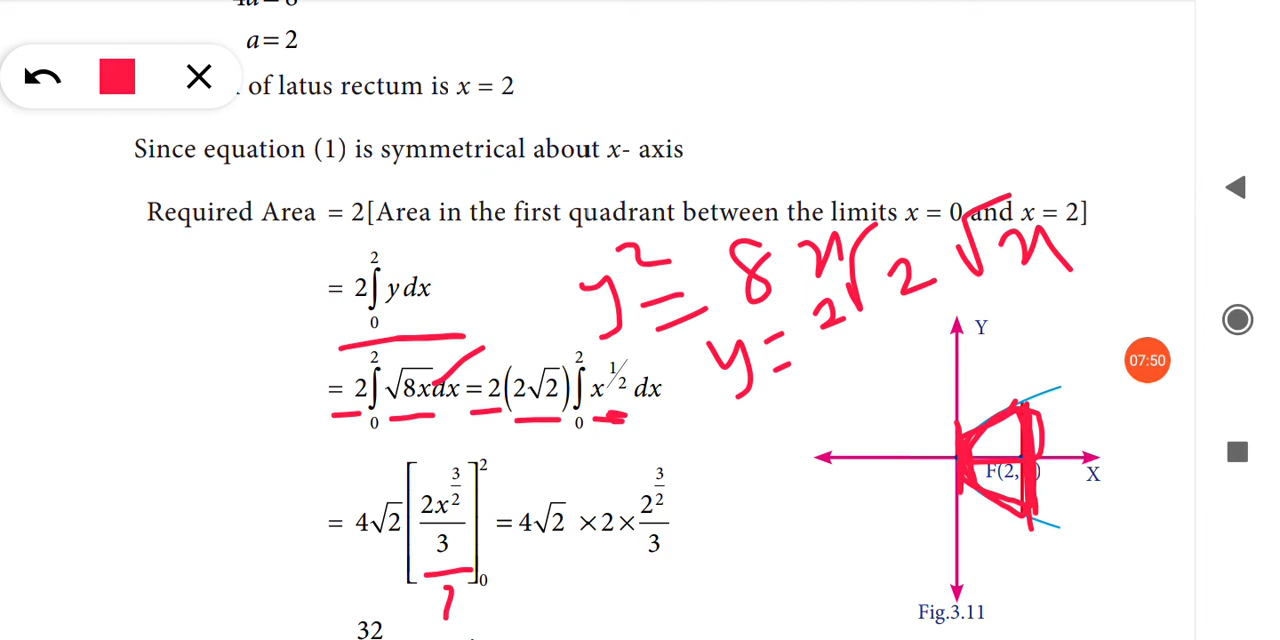 4a = 8
a = 2
of latus rectum is x = 2
Since equation (1) is symmetrical about x- axis
Required Area = 2[Area in the first quadrant between the limits x = 0 and x = 2]
= 2∫₀² ydx
y² = 8x
y = 2√2 √x
= 2∫₀² √8x dx = 2(2√2)∫₀² x^1/2 dx
07:50
Y
F(2,
X
= 4√2 [2x^(3/2)/3]₀² = 4√2 × 2 × 2^(3/2)/3
Fig.3.11
32